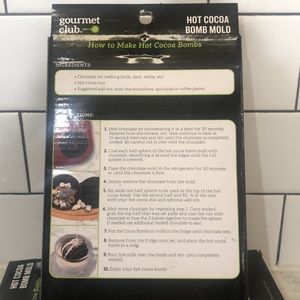 gourmet
club.
HOT COCOA
BOMB MOLD
How to Make Hot Cocoa Bombs
INGREDIENTS:
• Chocolate for melting (milk, dark, white, etc)
• Hot cocoa mix
• Suggested add-ins: mini marshmallows, sprinkles or toffee pieces
1. Melt chocolate by microwaving it in a bowl for 30 seconds.
Remove from microwave, stir, then continue to heat at
15 second intervals and stir until the chocolate is completely
melted. Be careful not to over melt the chocolate
2. Coat each half sphere of the hot cocoa bomb mold with
chocolate, smoothing it around the edges until the full
sphere is covered.
3. Place the chocolate mold in the refrigerator for 30 minutes,
or until the chocolate is firm.
4. Gently remove the chocolate from the mold.
5. Set aside one half sphere to be used as the top of the hot
cocoa bomb. Use the second half and fill ¾ of the way
with your hot cocoa mix and optional add ins.
6. Melt more chocolate by repeating step 1. Once melted,
grab the top half that was set aside and coat the rim with
chocolate to fuse the 2 halves together to create the sphere.
7. Put the Cocoa Bombs in mold in the fridge until chocolate sets.
8. Remove from the fridge once set, and place the hot cocoa
bomb in a mug.
9. Pour hot milk over the bomb and stir until completely
melted.
10. Enjoy your hot cocoa bomb!
HOT COCOA
BOMB MOLD